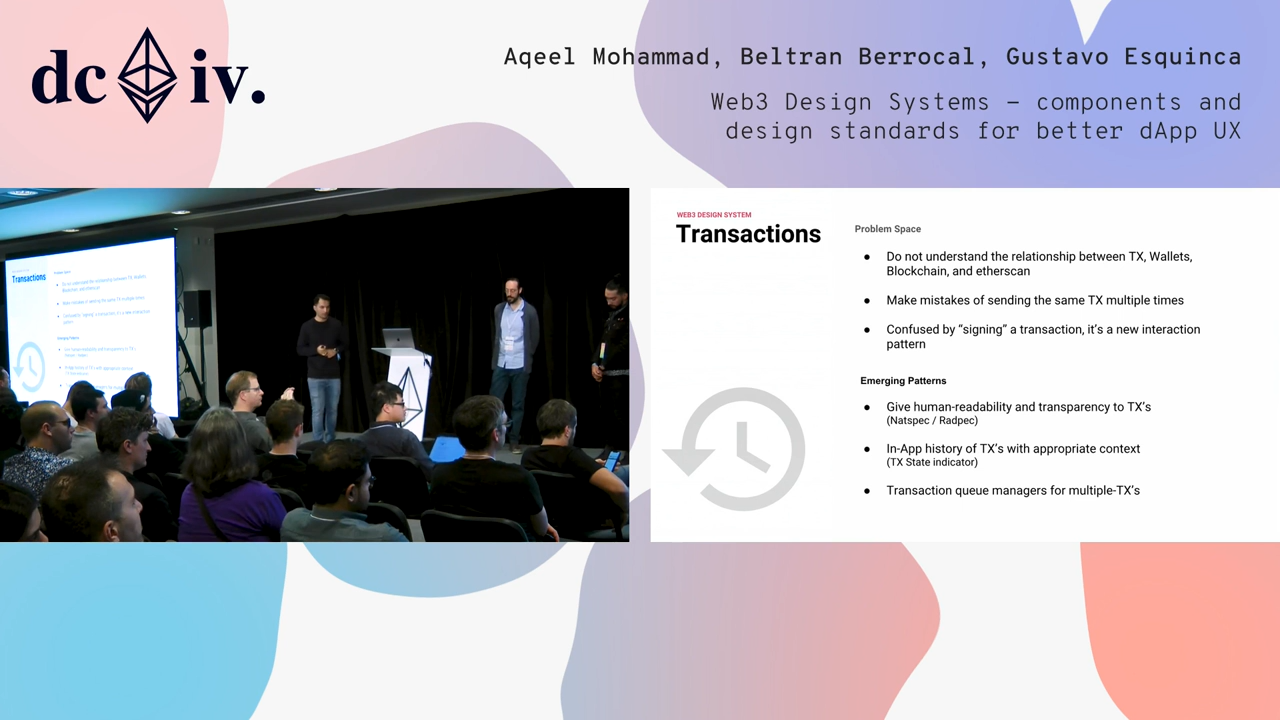 dc iv.
Aqeel Mohammad, Beltran Berrocal, Gustavo Esquinca
Web3 Design Systems – components and
design standards for better dApp UX
Transactions
WEB3 DESIGN SYSTEM
Transactions
Problem Space
● Do not understand the relationship between TX, Wallets,
Blockchain, and etherscan
● Make mistakes of sending the same TX multiple times
● Confused by “signing” a transaction, it’s a new interaction
pattern
Emerging Patterns
● Give human-readability and transparency to TX’s
(Natspec / Radpec)
● In-App history of TX’s with appropriate context
(TX State indicator)
● Transaction queue managers for multiple-TX’s